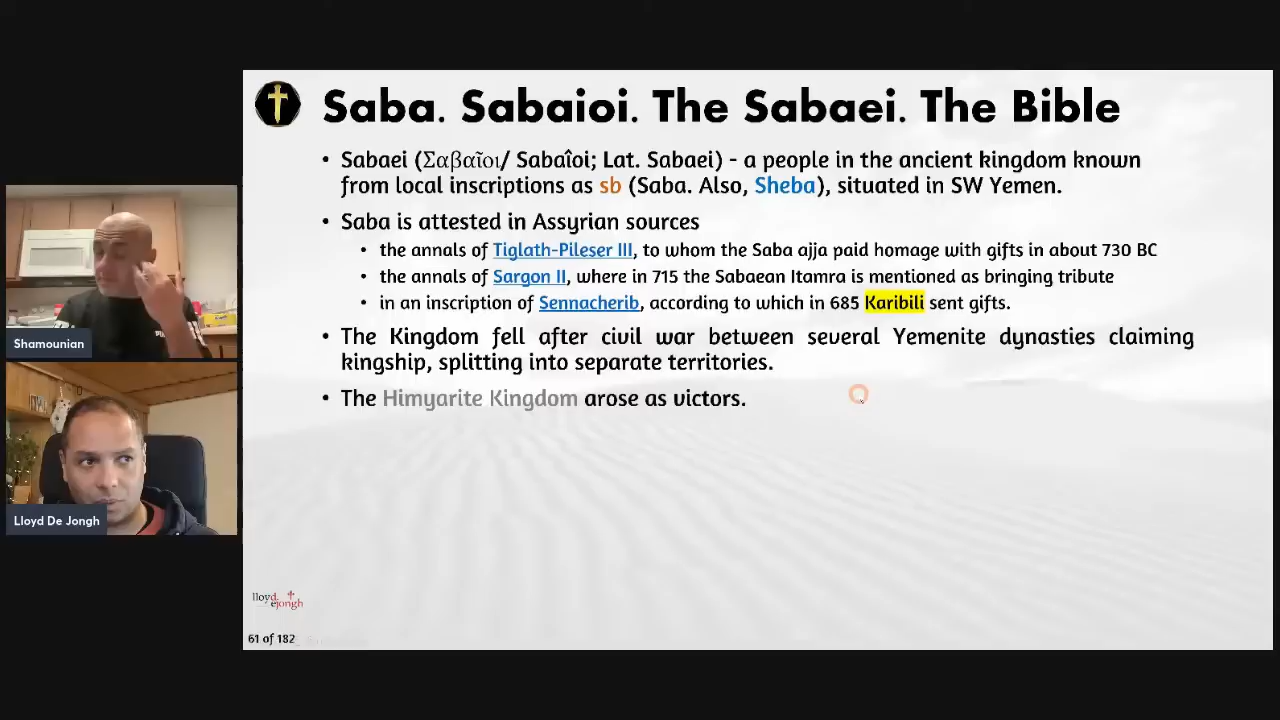 Saba. Sabaioi. The Sabaei. The Bible
• Sabaei (Σαβαῖοι/ Sabaîoi; Lat. Sabaei) - a people in the ancient kingdom known
from local inscriptions as sb (Saba. Also, Sheba), situated in SW Yemen.
• Saba is attested in Assyrian sources
• the annals of Tiglath-Pileser III, to whom the Saba ajja paid homage with gifts in about 730 BC
• the annals of Sargon II, where in 715 the Sabaean Itamra is mentioned as bringing tribute
• in an inscription of Sennacherib, according to which in 685 Karibili sent gifts.
• The Kingdom fell after civil war between several Yemenite dynasties claiming
kingship, splitting into separate territories.
• The Himyarite Kingdom arose as victors.
Shamounian
Lloyd De Jongh
lloyd
ejongh
61 of 182